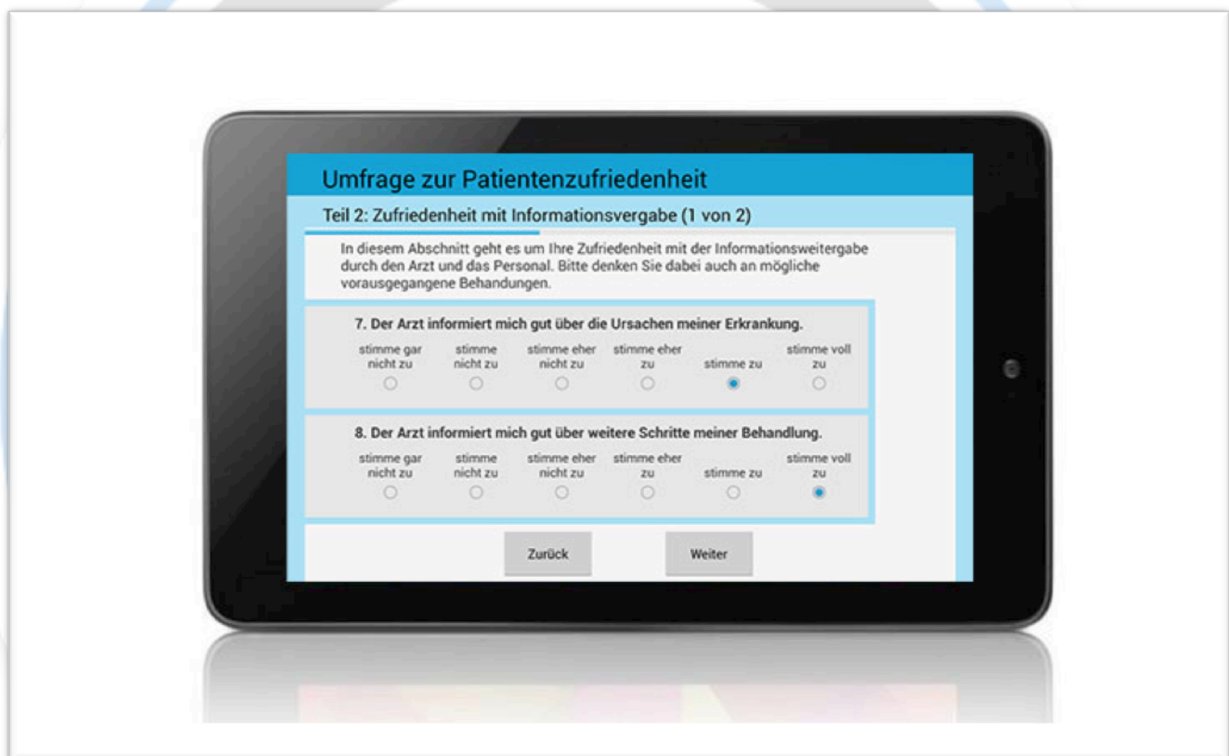 Umfrage zur Patientenzufriedenheit
Teil 2: Zufriedenheit mit Informationsvergabe (1 von 2)
In diesem Abschnitt geht es um Ihre Zufriedenheit mit der Informationsweitergabe
durch den Arzt und das Personal. Bitte denken Sie dabei auch an mögliche
vorausgegangene Behandlungen.
7. Der Arzt informiert mich gut über die Ursachen meiner Erkrankung.
stimme gar nicht zu
stimme nicht zu
stimme eher nicht zu
stimme eher zu
stimme zu
stimme voll zu
8. Der Arzt informiert mich gut über weitere Schritte meiner Behandlung.
stimme gar nicht zu
stimme nicht zu
stimme eher nicht zu
stimme eher zu
stimme zu
stimme voll zu
Zurück
Weiter